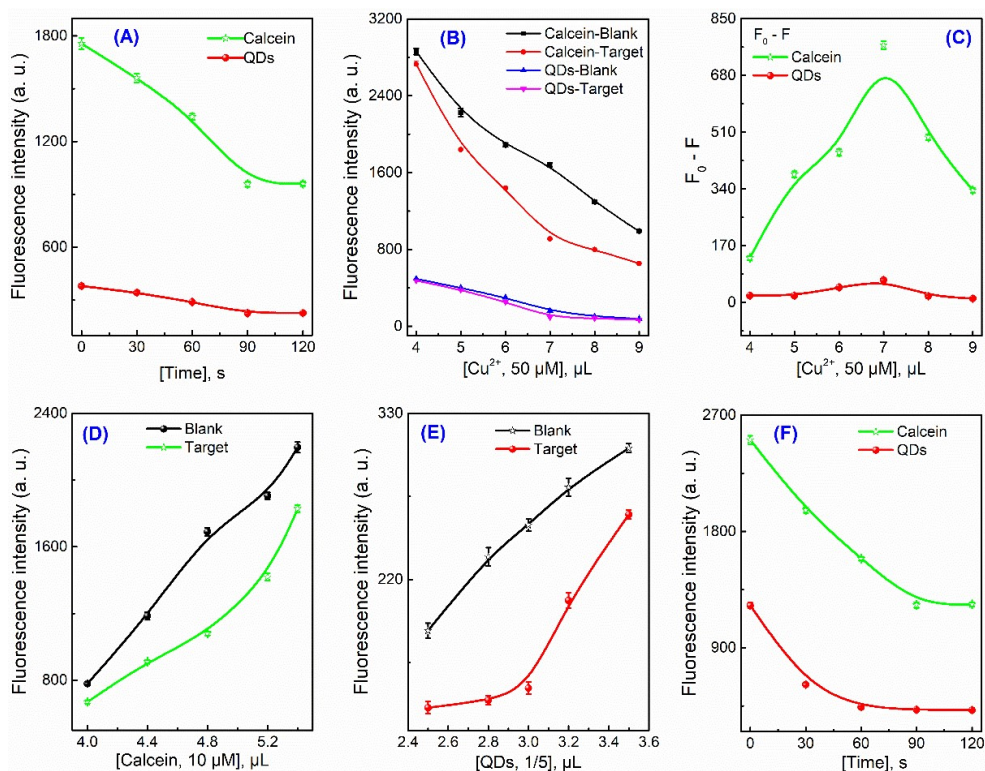 (A)
Calcein
QDs
1800
1200
600
0 30 60 90 120
[Time], s
Fluorescence intensity (a. u.)
(B)
Calcein-Blank
Calcein-Target
QDs-Blank
QDs-Target
3200
2400
1600
800
0
4 5 6 7 8 9
[Cu²⁺, 50 µM], µL
Fluorescence intensity (a. u.)
(C)
F₀ - F
Calcein
QDs
850
680
510
340
170
0
4 5 6 7 8 9
[Cu²⁺, 50 µM], µL
F₀ - F
(D)
Blank
Target
2400
1600
800
4.0 4.4 4.8 5.2
[Calcein, 10 µM], µL
Fluorescence intensity (a. u.)
(E)
Blank
Target
330
220
2.4 2.6 2.8 3.0 3.2 3.4 3.6
[QDs, 1/5], µL
Fluorescence intensity (a. u.)
(F)
Calcein
QDs
2700
1800
900
0 30 60 90 120
[Time], s
Fluorescence intensity (a. u.)